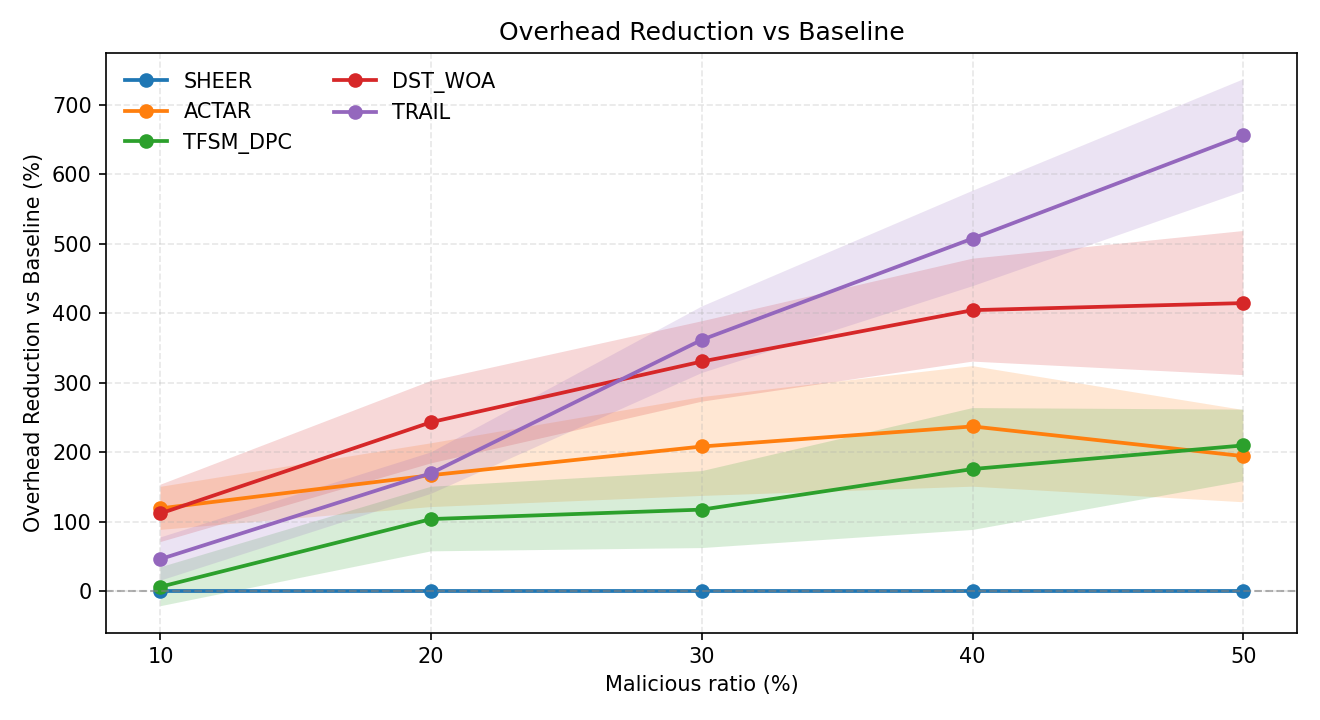 Overhead Reduction vs Baseline
SHEER
ACTAR
TFSM_DPC
DST_WOA
TRAIL
Overhead Reduction vs Baseline (%)
700
600
500
400
300
200
100
0
10 20 30 40 50
Malicious ratio (%)